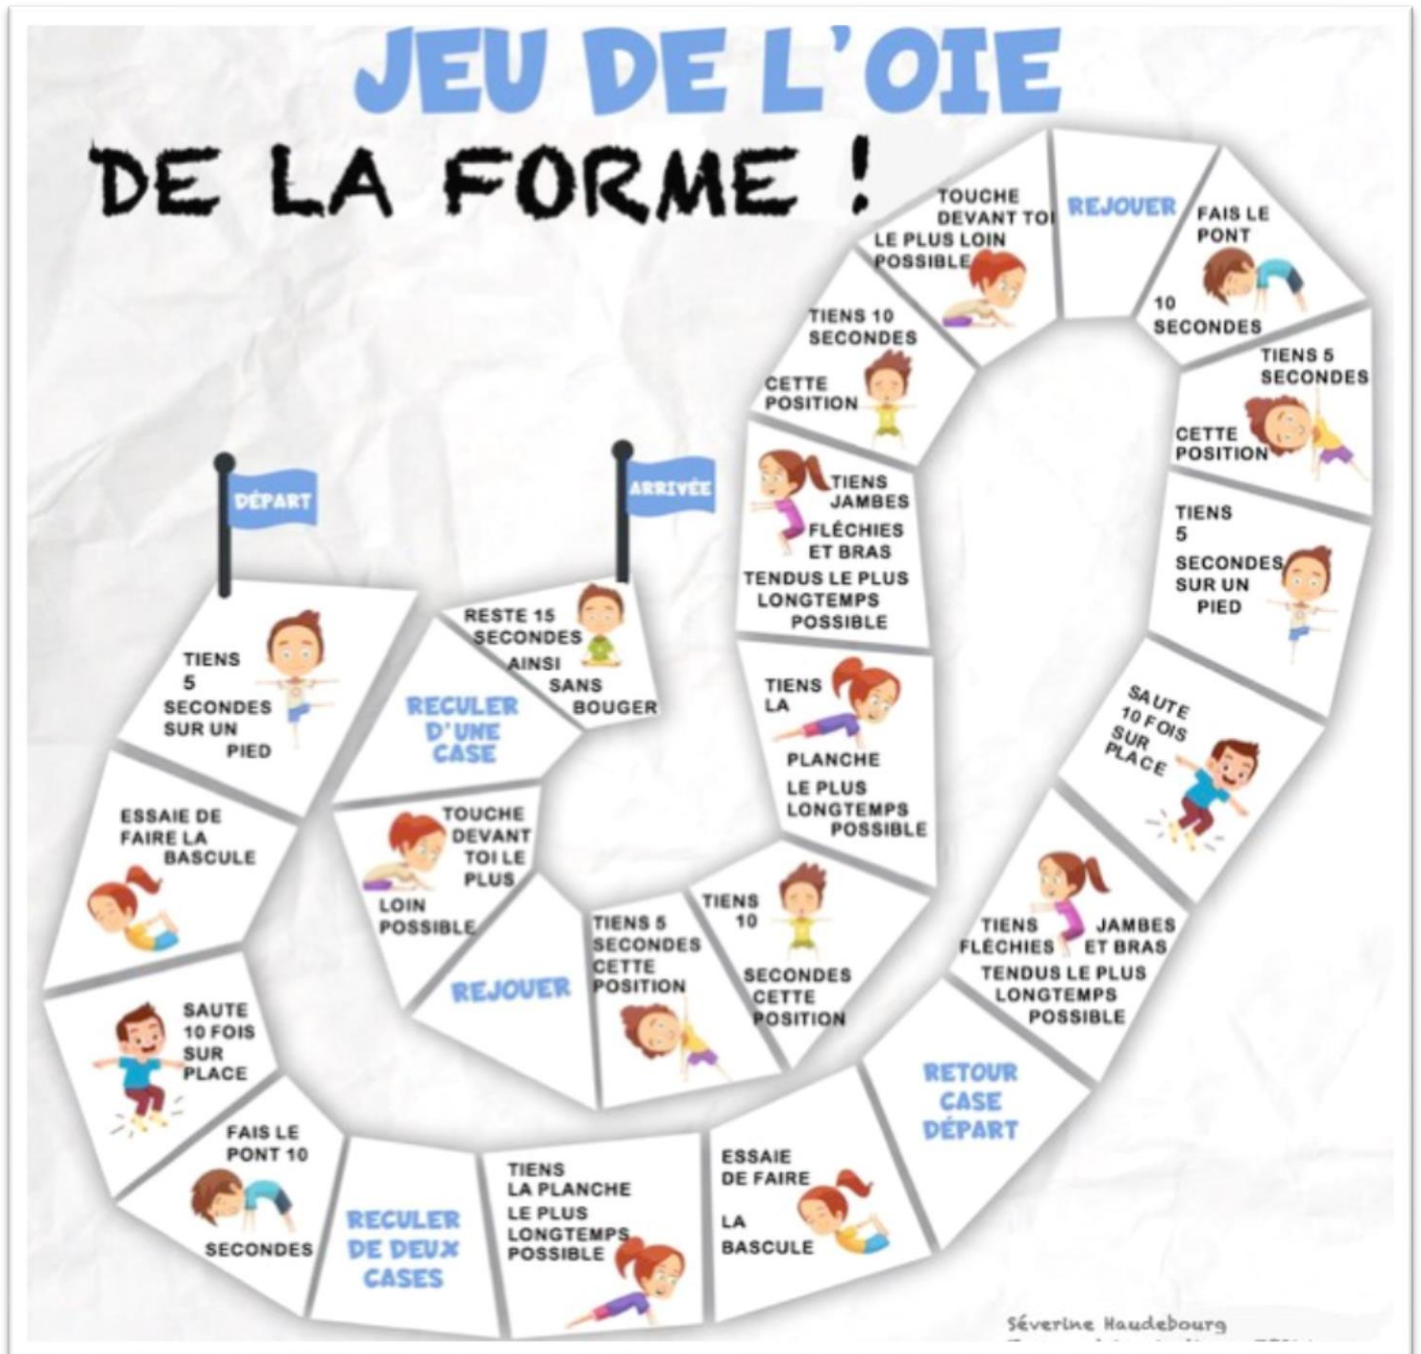 JEU DE L'OIE
DE LA FORME !
DÉPART
TIENS
5
SECONDES
SUR UN
PIED
ESSAIE DE
FAIRE LA
BASCULE
SAUTE
10 FOIS
SUR
PLACE
FAIS LE
PONT 10
SECONDES
RECULER
DE DEUX
CASES
TIENS
LA PLANCHE
LE PLUS
LONGTEMPS
POSSIBLE
ESSAIE
DE FAIRE
LA
BASCULE
RETOUR
CASE
DÉPART
TIENS JAMBES
FLÉCHIES ET BRAS
TENDUS LE PLUS
LONGTEMPS
POSSIBLE
SAUTE
10 FOIS
SUR
PLACE
TIENS
5
SECONDES
SUR UN
PIED
TIENS 5
SECONDES
CETTE
POSITION
FAIS LE
PONT
10
SECONDES
REJOUER
TOUCHE
DEVANT TOI
LE PLUS LOIN
POSSIBLE
TIENS 10
SECONDES
CETTE
POSITION
TIENS
JAMBES
FLÉCHIES
ET BRAS
TENDUS LE PLUS
LONGTEMPS
POSSIBLE
TIENS
LA
PLANCHE
LE PLUS
LONGTEMPS
POSSIBLE
TIENS
10
SECONDES
CETTE
POSITION
TIENS 5
SECONDES
CETTE
POSITION
REJOUER
TOUCHE
DEVANT
TOI LE
PLUS
LOIN
POSSIBLE
RECULER
D'UNE
CASE
RESTE 15
SECONDES
AINSI
SANS
BOUGER
ARRIVÉE
Séverine Haudebourg